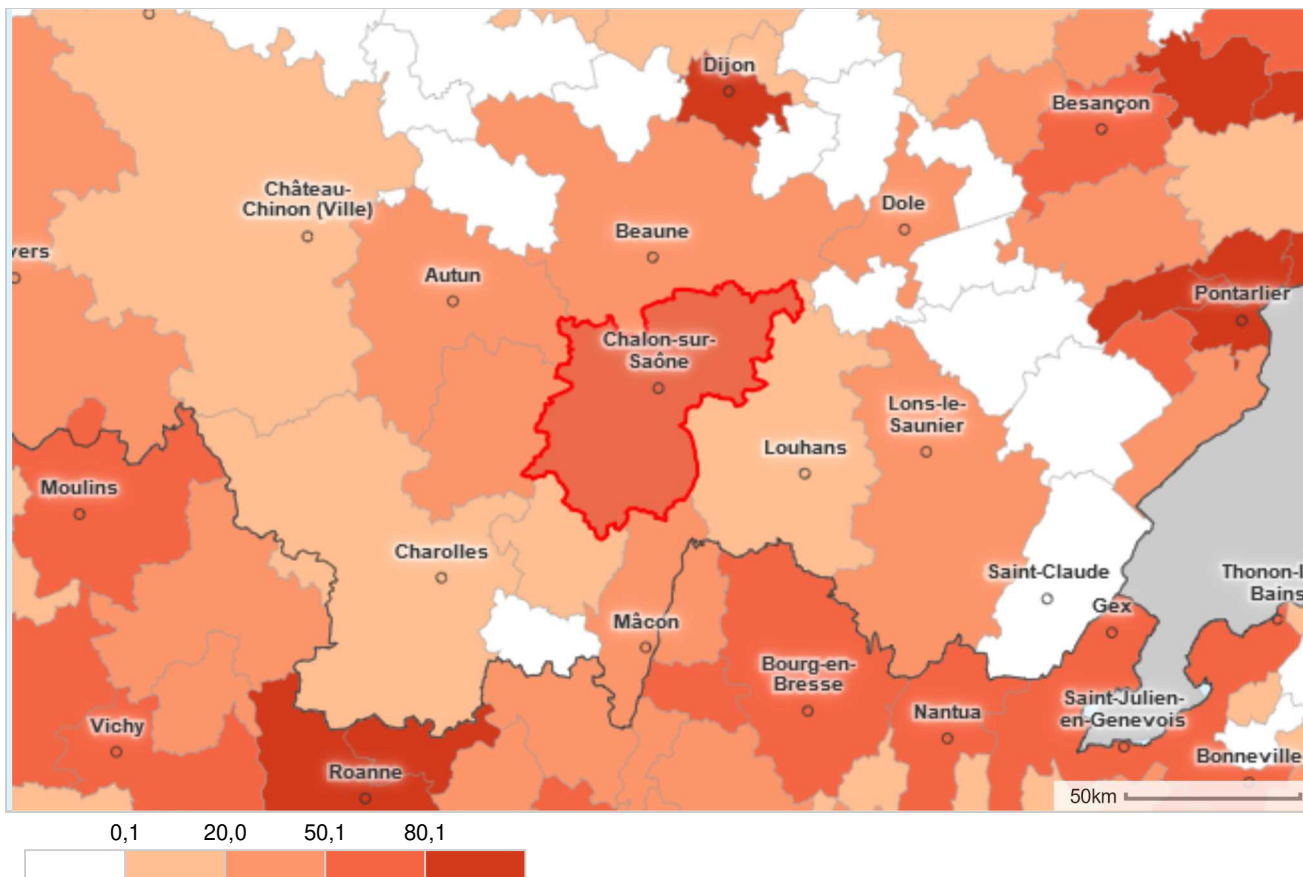 Dijon
Besançon
Château-
Chinon (Ville)
Dole
Beaune
vers
Autun
Pontarlier
Chalon-sur-
Saône
Lons-le-
Saunier
Louhans
Moulins
Charolles
Saint-Claude
Thonon-l
Bains
Gex
Mâcon
Bourg-en-
Bresse
Saint-Julien-
en-Genevois
Nantua
Vichy
Bonneville
Roanne
50km
0,1 20,0 50,1 80,1